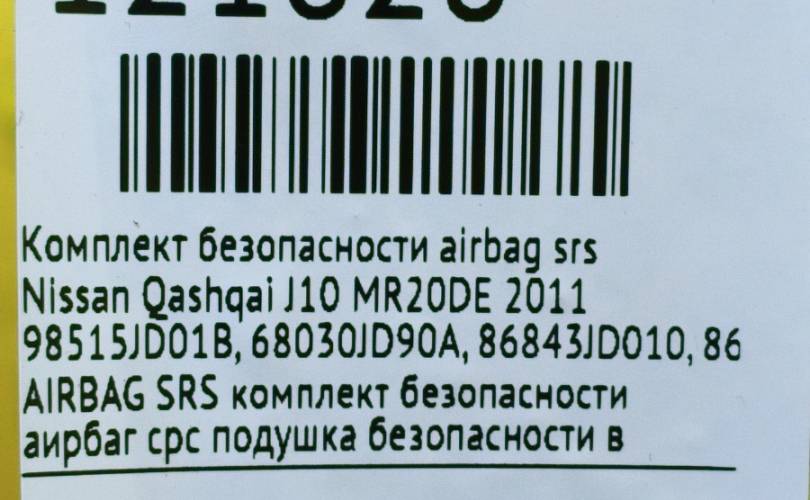 Комплект безопасности airbag srs
Nissan Qashqai J10 MR20DE 2011
98515JD01B, 68030JD90A, 86843JD010, 86
AIRBAG SRS комплект безопасности
аирбаг срс подушка безопасности в